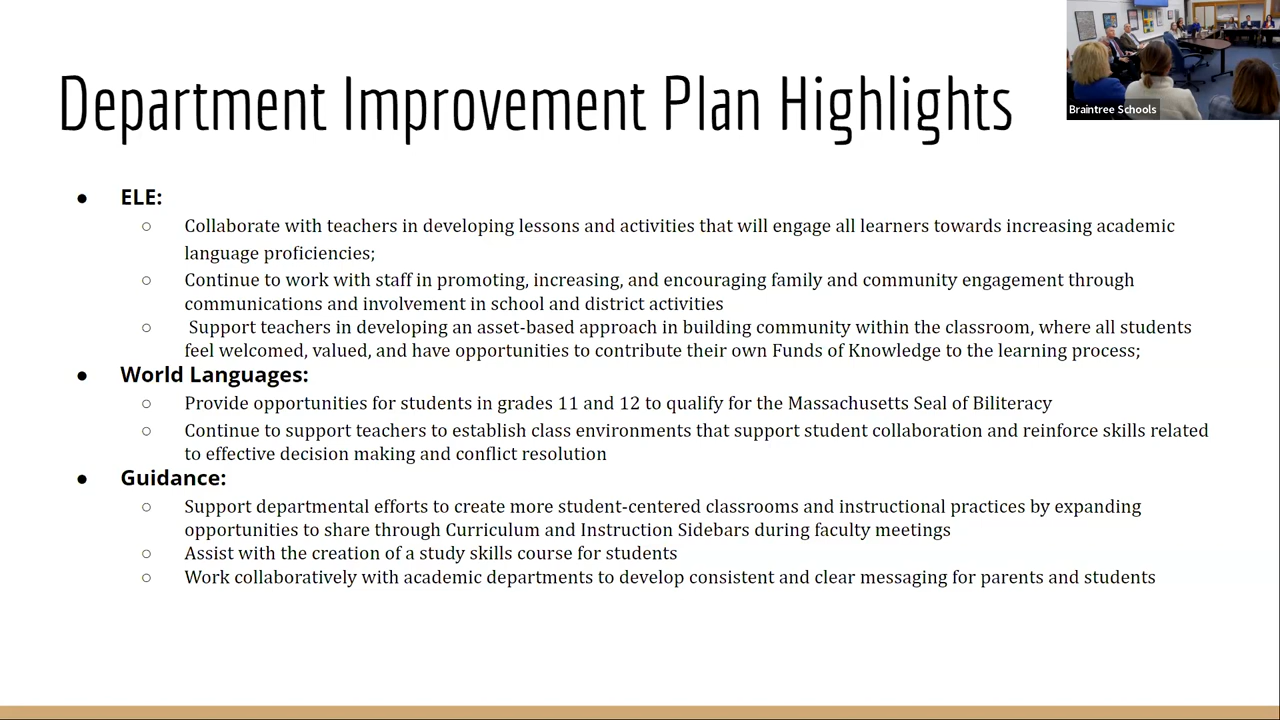 Department Improvement Plan Highlights
Braintree Schools
● ELE:
○ Collaborate with teachers in developing lessons and activities that will engage all learners towards increasing academic
language proficiencies;
○ Continue to work with staff in promoting, increasing, and encouraging family and community engagement through
communications and involvement in school and district activities
○ Support teachers in developing an asset-based approach in building community within the classroom, where all students
feel welcomed, valued, and have opportunities to contribute their own Funds of Knowledge to the learning process;
● World Languages:
○ Provide opportunities for students in grades 11 and 12 to qualify for the Massachusetts Seal of Biliteracy
○ Continue to support teachers to establish class environments that support student collaboration and reinforce skills related
to effective decision making and conflict resolution
● Guidance:
○ Support departmental efforts to create more student-centered classrooms and instructional practices by expanding
opportunities to share through Curriculum and Instruction Sidebars during faculty meetings
○ Assist with the creation of a study skills course for students
○ Work collaboratively with academic departments to develop consistent and clear messaging for parents and students